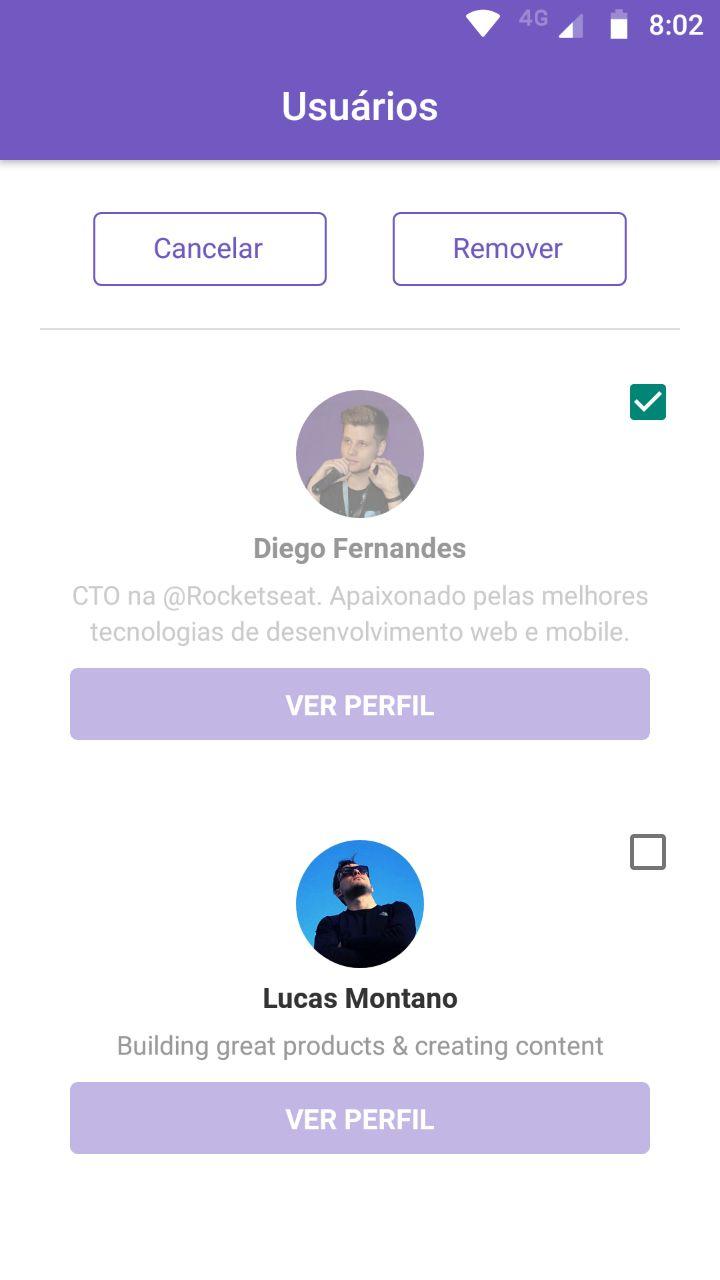 4G 8:02
Usuários
Cancelar Remover
Diego Fernandes
CTO na @Rocketseat. Apaixonado pelas melhores
tecnologias de desenvolvimento web e mobile.
VER PERFIL
Lucas Montano
Building great products & creating content
VER PERFIL